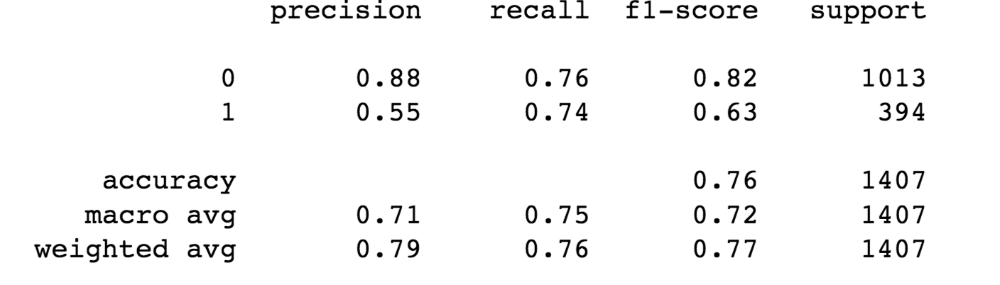 precision recall f1-score support
0 0.88 0.76 0.82 1013
1 0.55 0.74 0.63 394
accuracy 0.76 1407
macro avg 0.71 0.75 0.72 1407
weighted avg 0.79 0.76 0.77 1407